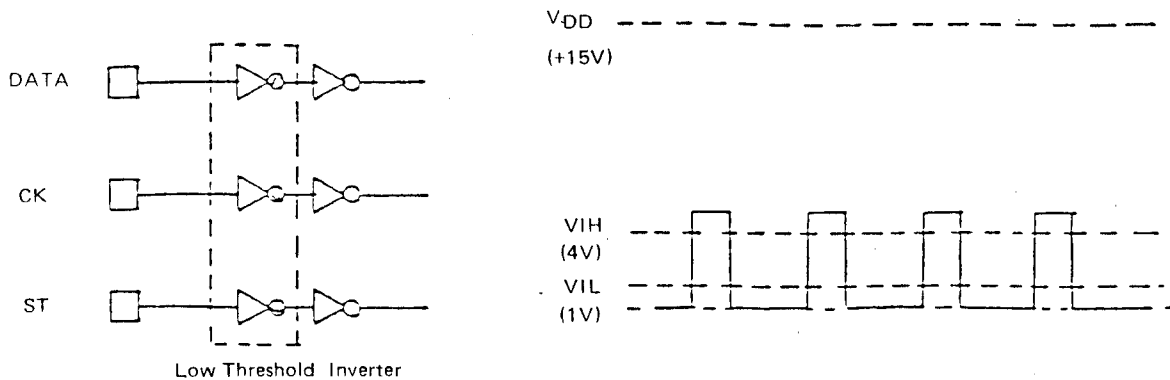 DATA
CK
ST
Low Threshold Inverter
VDD
(+15V)
VIH
(4V)
VIL
(1V)